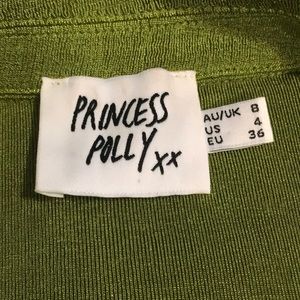 PRINCESS
POLLY xx
AU/UK 8
US 4
EU 36